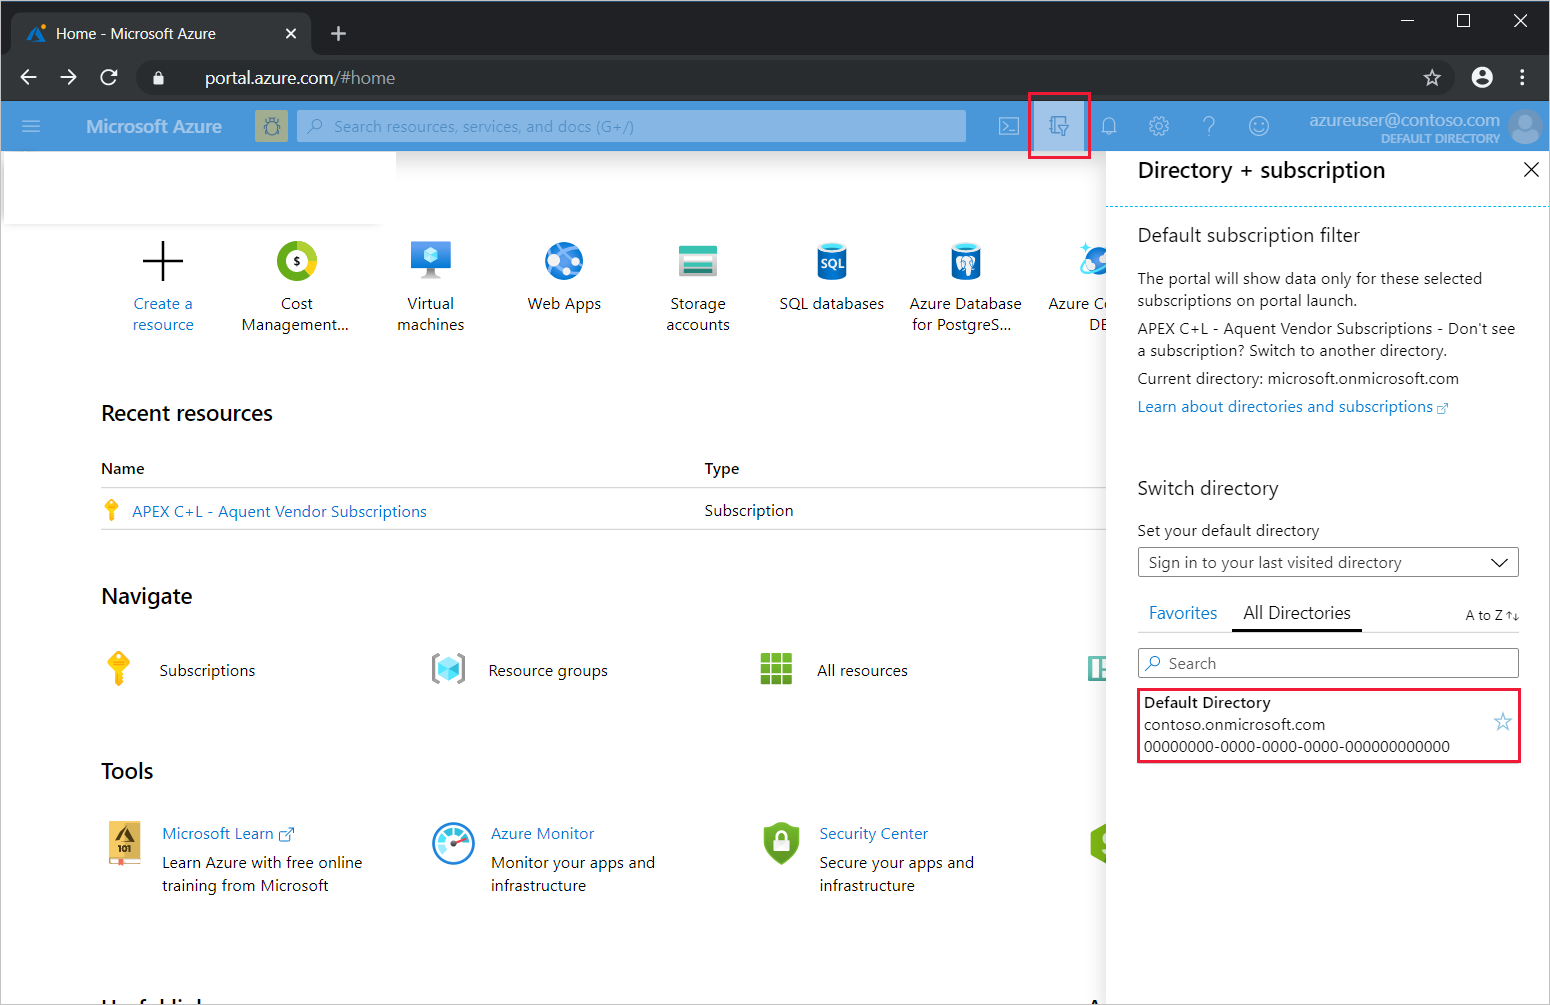 Home - Microsoft Azure
portal.azure.com/#home
Microsoft Azure
Search resources, services, and docs (G+/)
azureuser@contoso.com
DEFAULT DIRECTORY
Create a
resource
Cost
Management...
Virtual
machines
Web Apps
Storage
accounts
SQL
SQL databases
Azure Database
for PostgreS...
Azure C
DE
Recent resources
Name
Type
APEX C+L - Aquent Vendor Subscriptions
Subscription
Navigate
Subscriptions
Resource groups
All resources
Tools
101
Microsoft Learn
Learn Azure with free online
training from Microsoft
Azure Monitor
Monitor your apps and
infrastructure
Security Center
Secure your apps and
infrastructure
Directory + subscription
Default subscription filter
The portal will show data only for these selected
subscriptions on portal launch.
APEX C+L - Aquent Vendor Subscriptions - Don't see
a subscription? Switch to another directory.
Current directory: microsoft.onmicrosoft.com
Learn about directories and subscriptions
Switch directory
Set your default directory
Sign in to your last visited directory
Favorites
All Directories
A to Z
Search
Default Directory
contoso.onmicrosoft.com
00000000-0000-0000-0000-000000000000